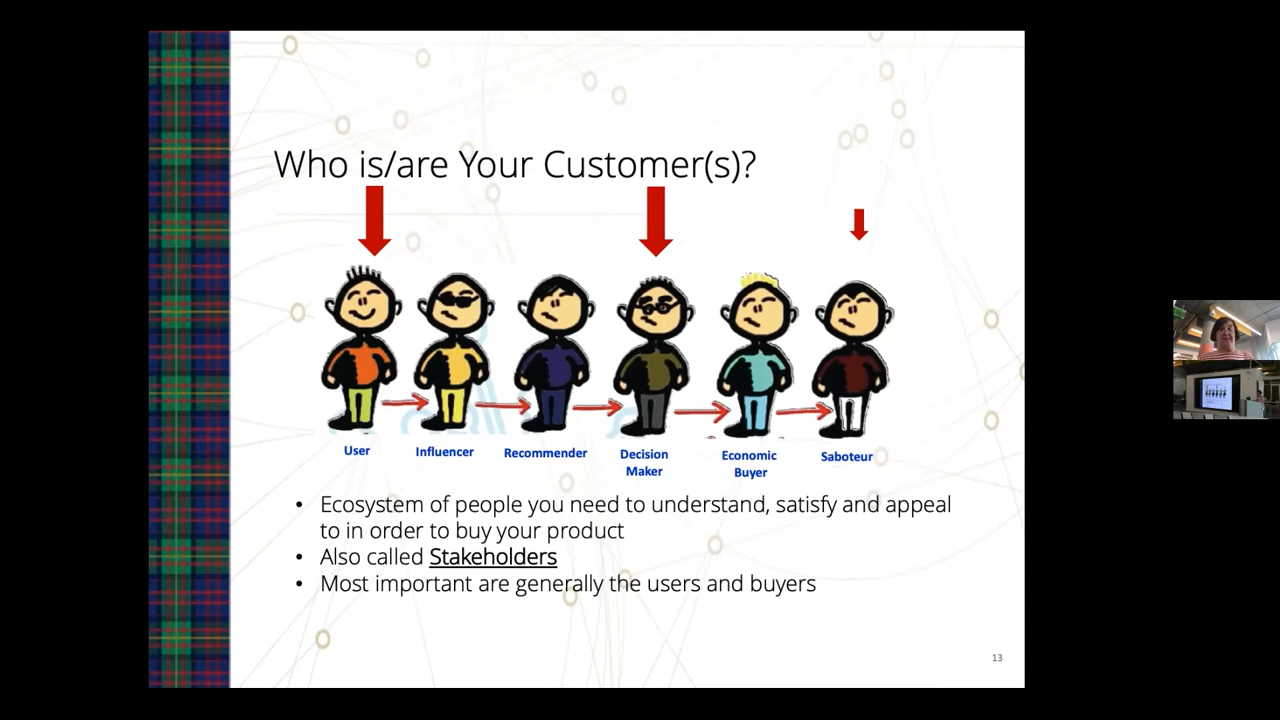 Who is/are Your Customer(s)?
User
Influencer
Recommender
Decision
Maker
Economic
Buyer
Saboteur
• Ecosystem of people you need to understand, satisfy and appeal
to in order to buy your product
• Also called Stakeholders
• Most important are generally the users and buyers
13